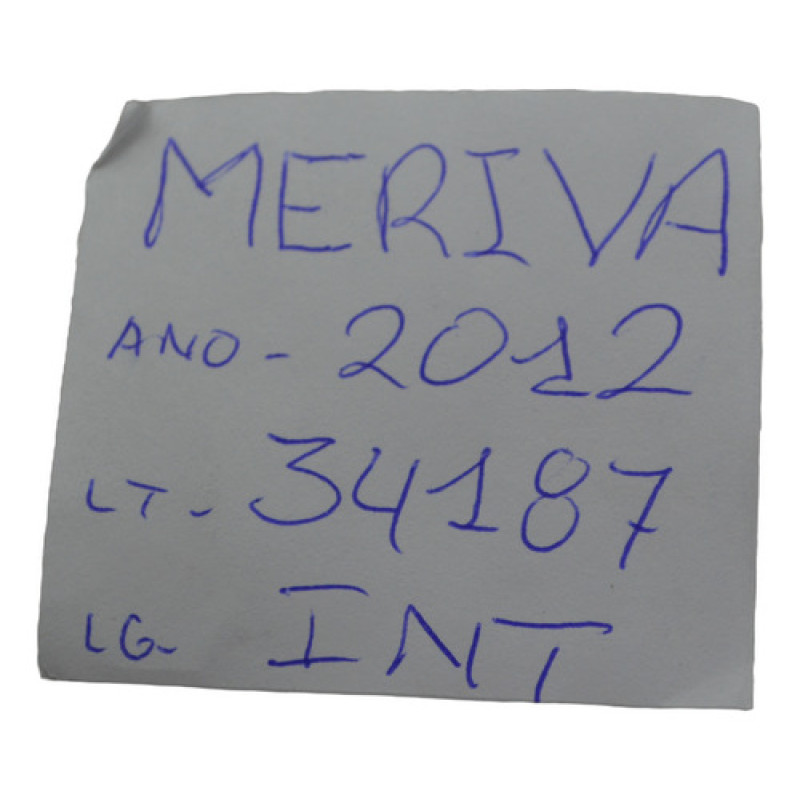 MERIVA
ANO - 2012
LT - 34187
LG - INT